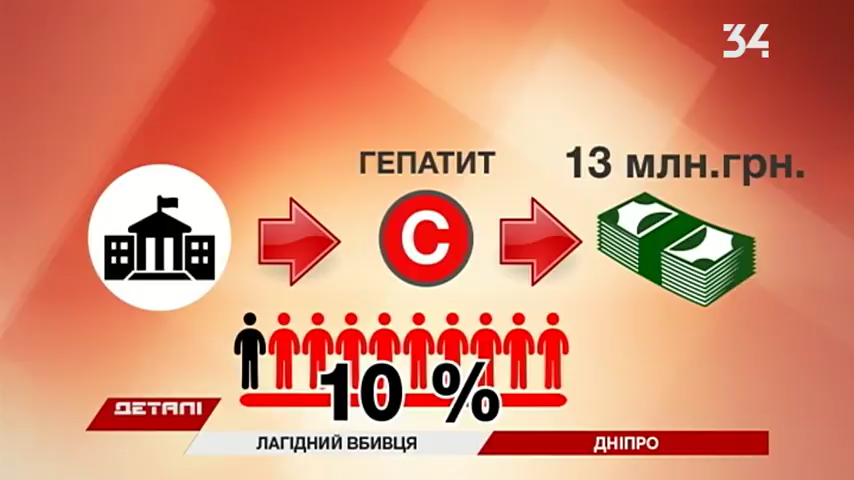 34
ГЕПАТИТ
13 млн.грн.
C
10 %
ДЕТАЛІ
ЛАГІДНИЙ ВБИВЦЯ
ДНІПРО